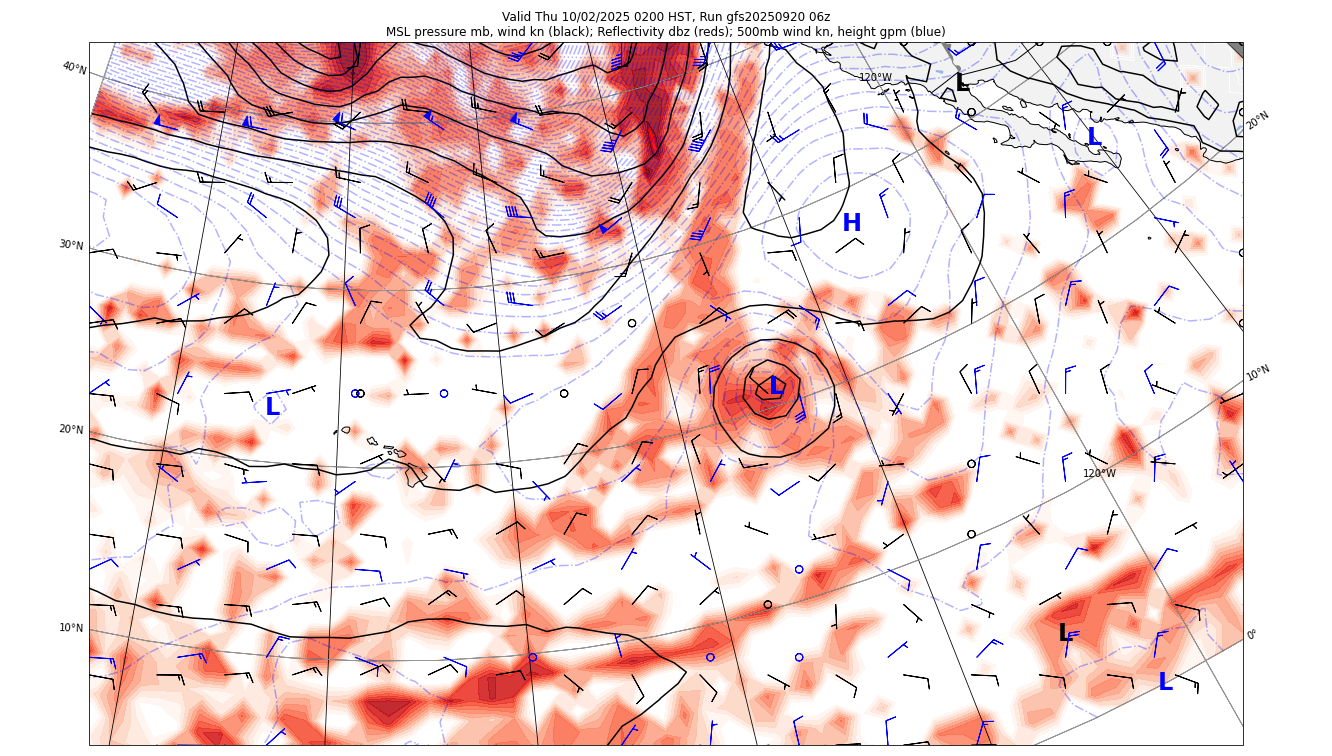 Valid Thu 10/02/2025 0200 HST, Run gfs20250920 06z
MSL pressure mb, wind kn (black); Reflectivity dbz (reds); 500mb wind kn, height gpm (blue)
40°N
120°W
L
20°N
L
H
30°N
10°N
L
L
20°N
120°W
10°N
L
0°
L